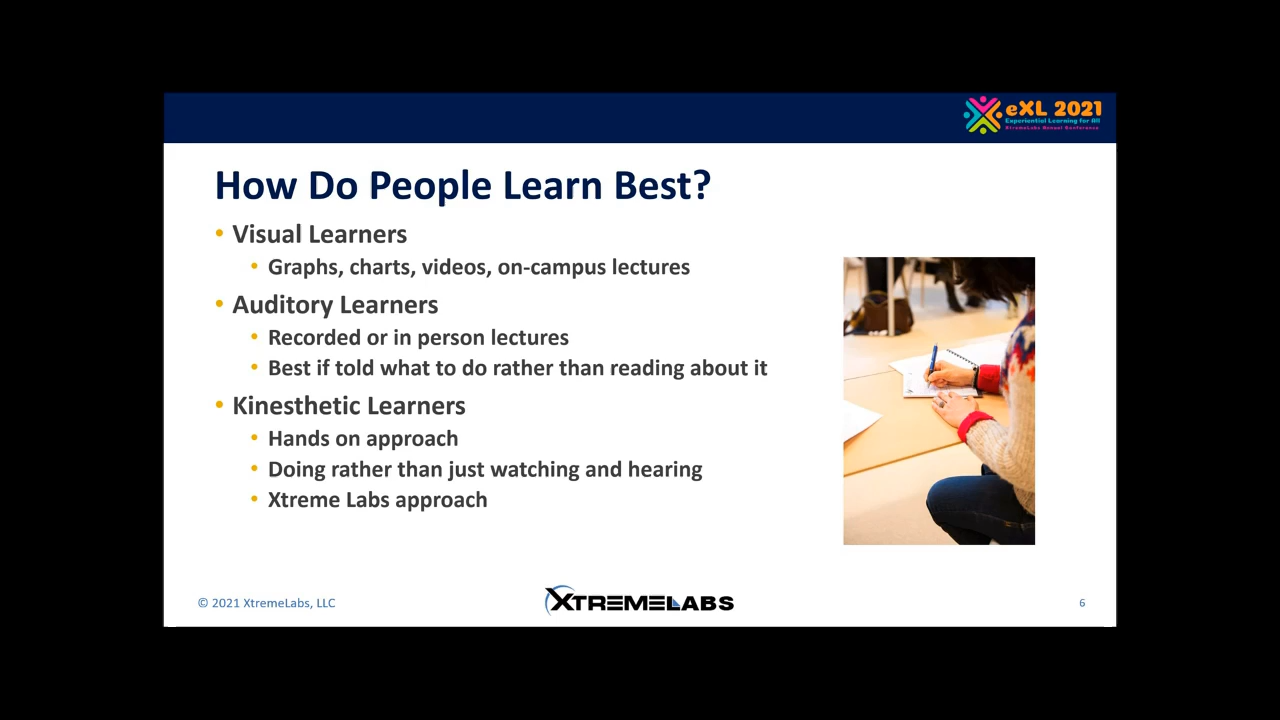 eXL 2021
Experiential Learning for All
XtremeLabs Annual Conference
How Do People Learn Best?
• Visual Learners
• Graphs, charts, videos, on-campus lectures
• Auditory Learners
• Recorded or in person lectures
• Best if told what to do rather than reading about it
• Kinesthetic Learners
• Hands on approach
• Doing rather than just watching and hearing
• Xtreme Labs approach
© 2021 XtremeLabs, LLC
XTREMELABS
6